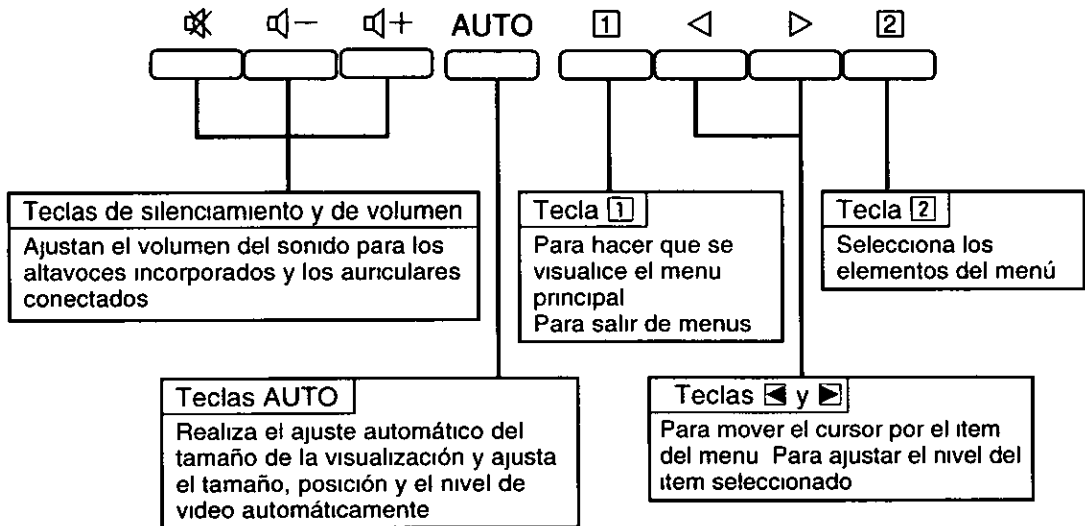 AUTO 1 2
Teclas de silenciamiento y de volumen
Ajustan el volumen del sonido para los
altavoces incorporados y los auriculares
conectados
Tecla 1
Para hacer que se
visualice el menu
principal
Para salir de menus
Tecla 2
Selecciona los
elementos del menú
Teclas AUTO
Realiza el ajuste automático del
tamaño de la visualización y ajusta
el tamaño, posición y el nivel de
video automáticamente
Teclas ◀ y ▶
Para mover el cursor por el item
del menu Para ajustar el nivel del
item seleccionado